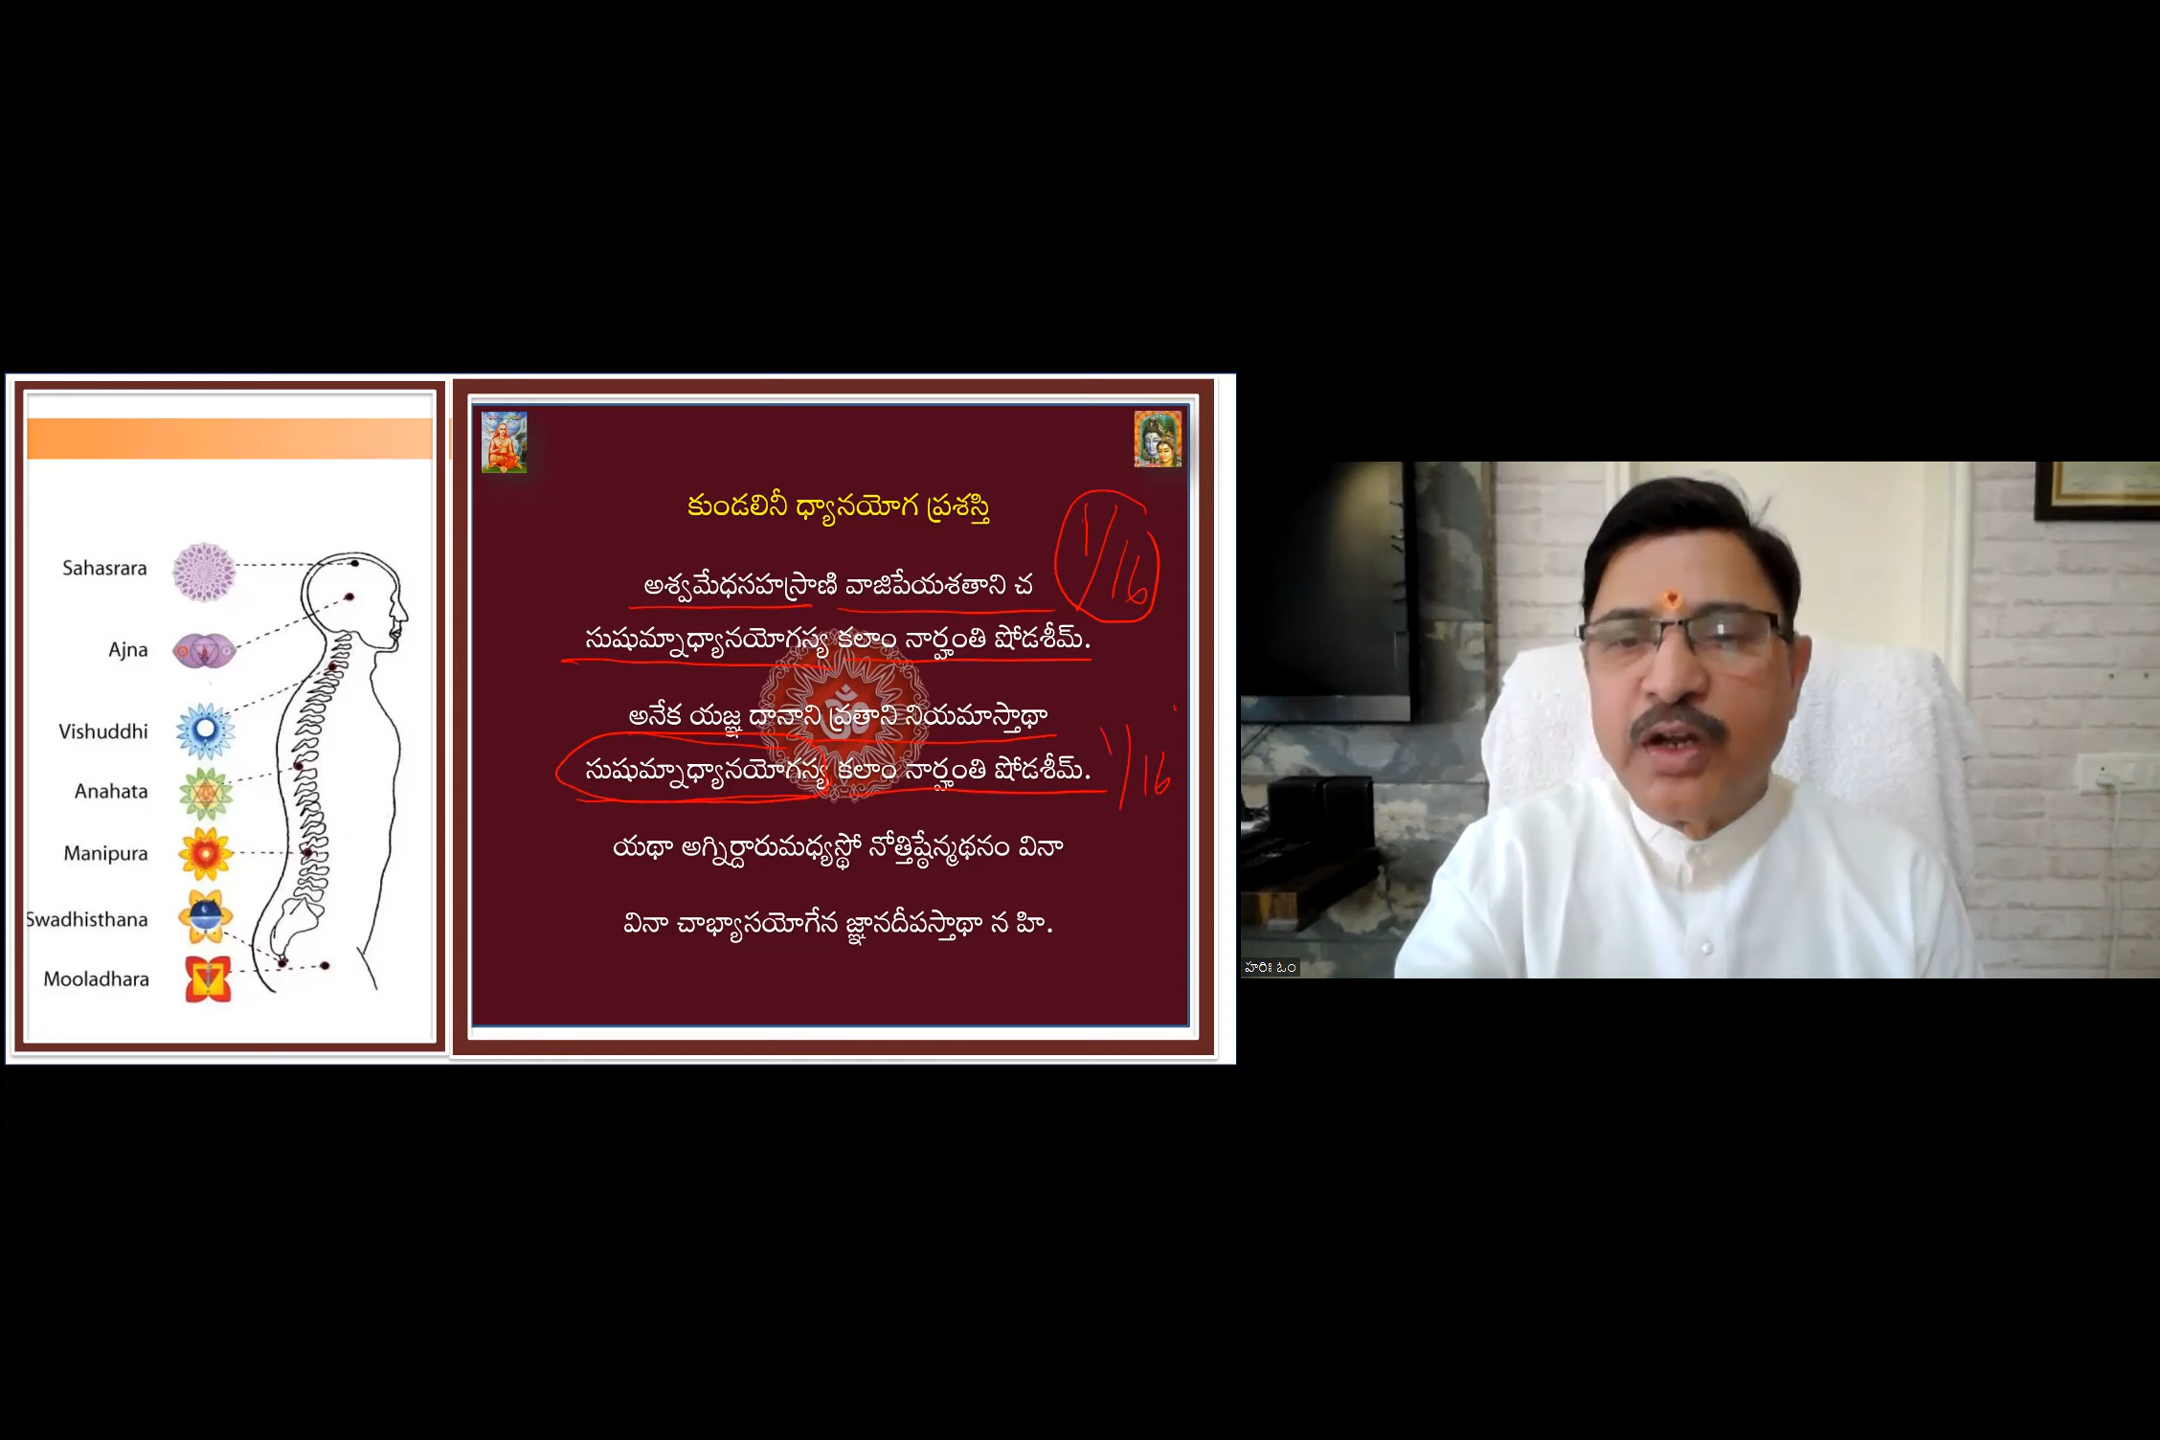 Sahasrara
Ajna
Vishuddhi
Anahata
Manipura
Swadhisthana
Mooladhara
కుండలినీ ధ్యానయోగ ప్రశస్తి
1/16
అశ్వమేధసహస్రాణి వాజిపేయశతాని చ
సుషుమ్నాధ్యానయోగస్య కలాం నార్హంతి షోడశీమ్.
అనేక యజ్ఞ దానాని వ్రతాని నియమాస్తాథా
సుషుమ్నాధ్యానయోగస్య కలాం నార్హంతి షోడశీమ్.
1/16
యథా అగ్నిర్దారుమధ్యస్థో నోత్తిష్ఠేన్మథనం వినా
వినా చాభ్యాసయోగేన జ్ఞానదీపస్తాథా న హి.
హరిః ఓం